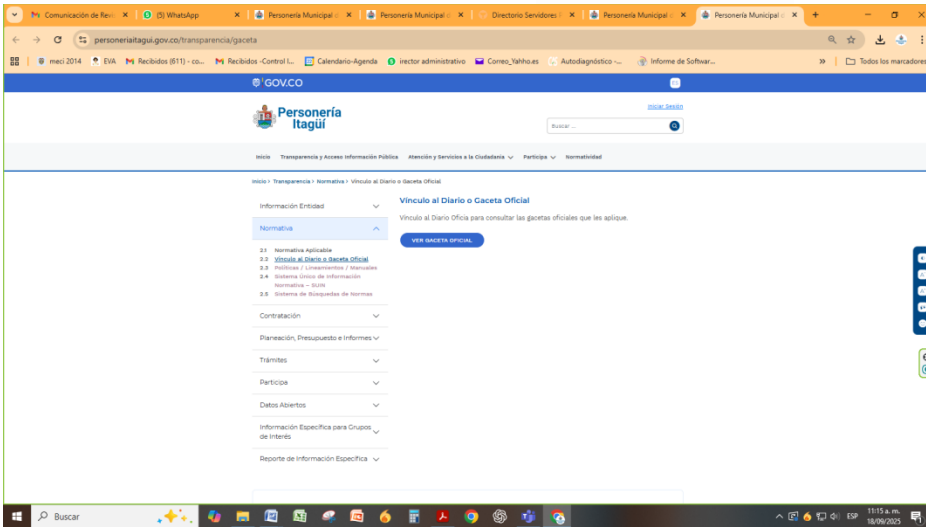 Comunicación de Revi
(5) WhatsApp
Personería Municipal
Personería Municipal
Directorio Servidores
Personería Municipal
Personería Municipal
personeriaitagui.gov.co/transparencia/gaceta
meci 2014
EVA
Recibidos (611) - co...
Recibidos -Control I...
Calendario-Agenda
irector administrativo
Correo_Yahho.es
Autodiagnóstico -...
Informe de Softwar...
Todos los marcadores
GOV.CO
Personería
Itagüí
Iniciar Sesión
Buscar ...
Inicio
Transparencia y Acceso Información Pública
Atención y Servicios a la Ciudadanía
Participa
Normatividad
Inicio > Transparencia > Normativa > Vínculo al Diario o Gaceta Oficial
Información Entidad
Normativa
2.1 Normativa Aplicable
2.2 Vínculo al Diario o Gaceta Oficial
2.3 Políticas / Lineamientos / Manuales
2.4 Sistema Único de Información
Normativa – SUIN
2.5 Sistema de Búsquedas de Normas
Contratación
Planeación, Presupuesto e Informes
Trámites
Participa
Datos Abiertos
Información Específica para Grupos
de Interés
Reporte de Información Específica
Vínculo al Diario o Gaceta Oficial
Vínculo al Diario Oficia para consultar las gacetas oficiales que les aplique.
VER GACETA OFICIAL
Buscar
ESP
11:15 a. m.
18/09/2025